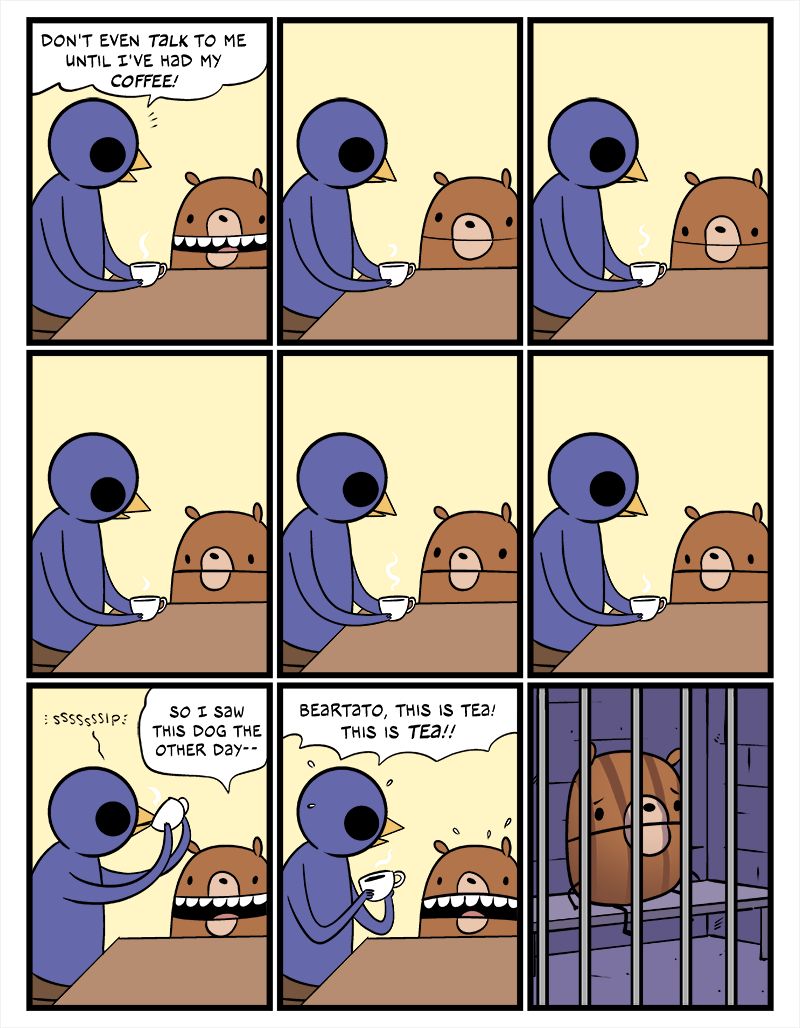 DON'T EVEN TALK TO ME
UNTIL I'VE HAD MY
COFFEE!
SSSSSSSIP
SO I SAW
THIS DOG THE
OTHER DAY--
BEARTATO, THIS IS TEA!
THIS IS TEA!!